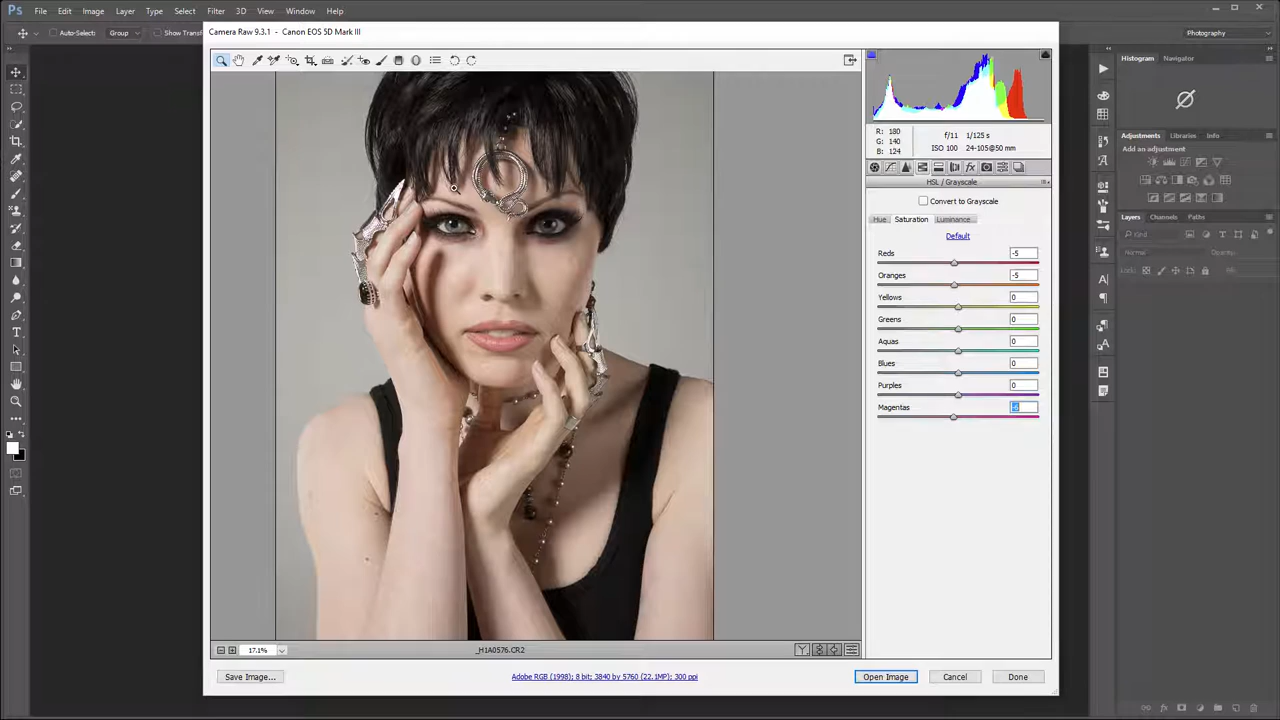 Ps File Edit Image Layer Type Select Filter 3D View Window Help
Auto-Select: Group Show Transf
Photography
Camera Raw 9.3.1 - Canon EOS 5D Mark III
R: 180 f/11 1/125 s
G: 140
B: 124 ISO 100 24-105@50 mm
HSL / Grayscale
Convert to Grayscale
Hue Saturation Luminance
Default
Reds -5
Oranges -5
Yellows 0
Greens 0
Aquas 0
Blues 0
Purples 0
Magentas
17.1% _H1A0576.CR2
Save Image... Adobe RGB (1998); 8 bit; 3840 by 5760 (22.1MP); 300 ppi Open Image Cancel Done
Histogram Navigator
Adjustments Libraries Info
Add an adjustment
Layers Channels Paths
Kind
Normal Opacity:
Lock: Fill: